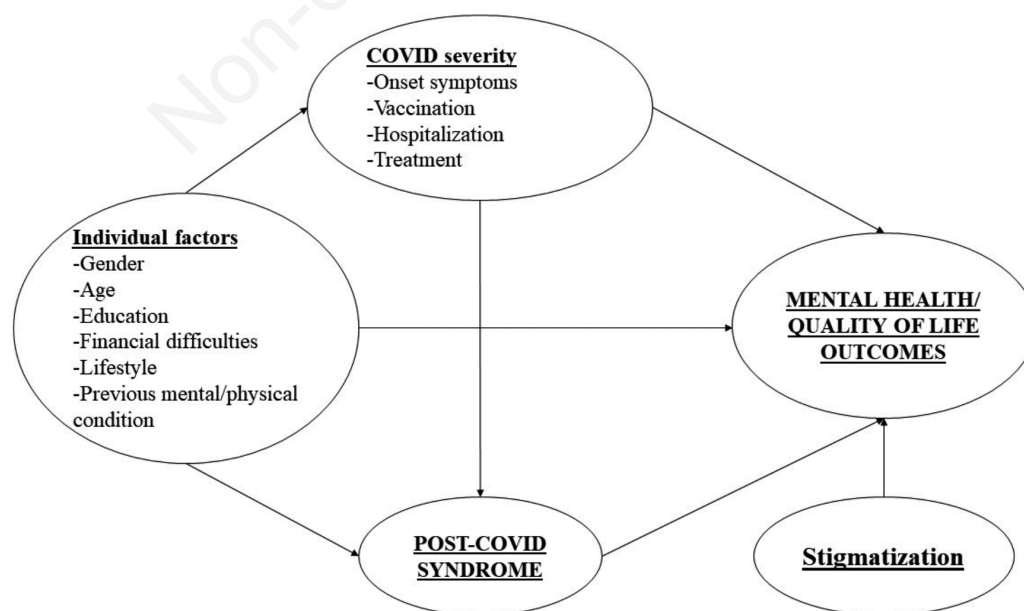 COVID severity
-Onset symptoms
-Vaccination
-Hospitalization
-Treatment
Individual factors
-Gender
-Age
-Education
-Financial difficulties
-Lifestyle
-Previous mental/physical
condition
MENTAL HEALTH/
QUALITY OF LIFE
OUTCOMES
POST-COVID
SYNDROME
Stigmatization
Non-